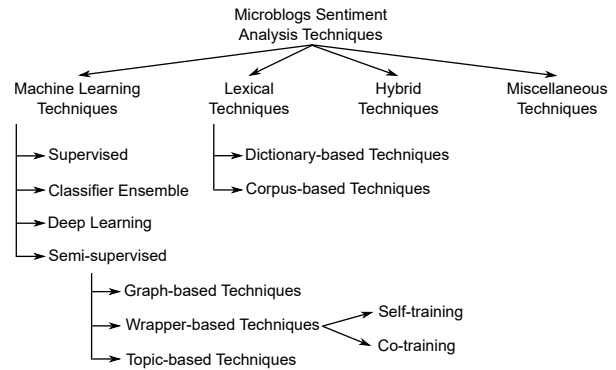 Microblogs Sentiment
Analysis Techniques
Machine Learning
Techniques
Lexical
Techniques
Hybrid
Techniques
Miscellaneous
Techniques
Supervised
Classifier Ensemble
Deep Learning
Semi-supervised
Dictionary-based Techniques
Corpus-based Techniques
Graph-based Techniques
Wrapper-based Techniques
Topic-based Techniques
Self-training
Co-training